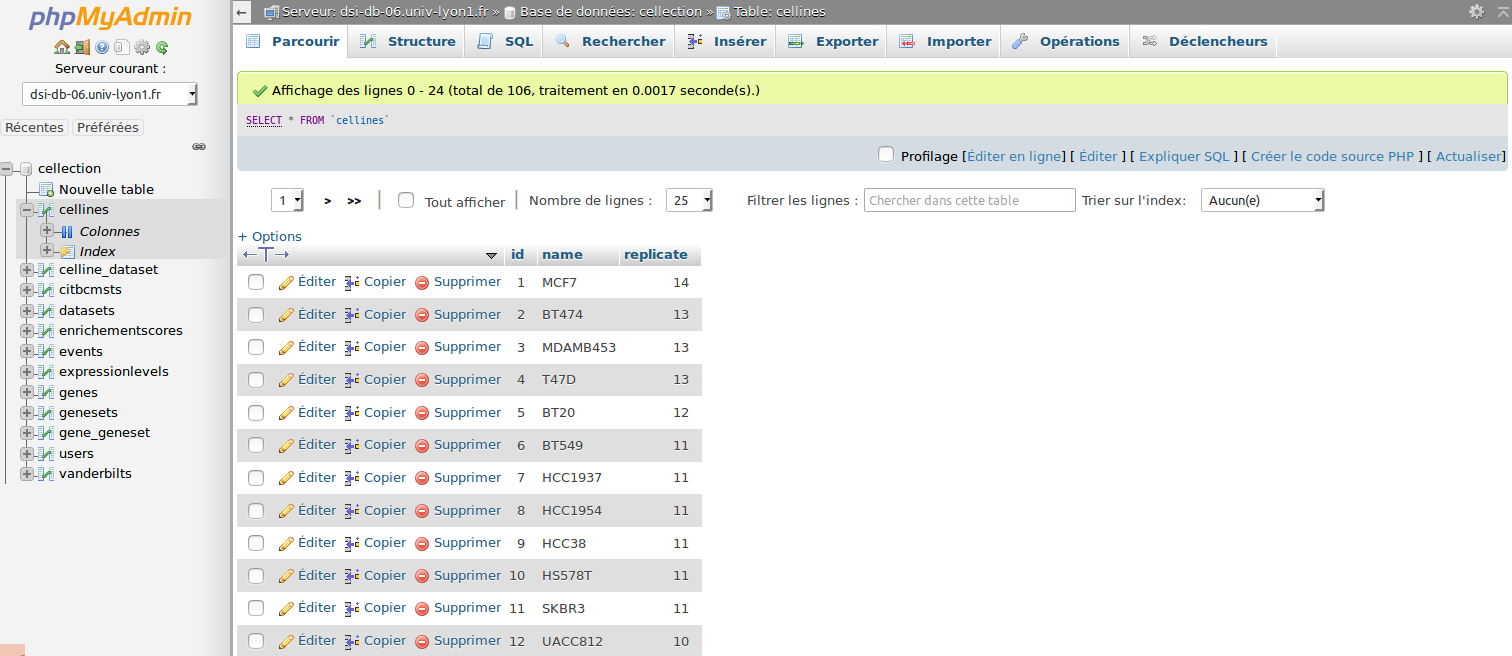 phpMyAdmin
Serveur courant :
dsi-db-06.univ-lyon1.fr
Récentes Préférées
cellection
Nouvelle table
cellines
Colonnes
Index
celline_dataset
citbcmsts
datasets
enrichementscores
events
expressionlevels
genes
genesets
gene_geneset
users
vanderbilts
Serveur: dsi-db-06.univ-lyon1.fr » Base de données: cellection » Table: cellines
Parcourir Structure SQL Rechercher Insérer Exporter Importer Opérations Déclencheurs
Affichage des lignes 0 - 24 (total de 106, traitement en 0.0017 seconde(s).)
SELECT * FROM `cellines`
Profilage [Éditer en ligne] [ Éditer ] [ Expliquer SQL ] [ Créer le code source PHP ] [ Actualiser]
1 > >> | Tout afficher | Nombre de lignes : 25 Filtrer les lignes : Chercher dans cette table Trier sur l'index: Aucun(e)
+ Options
←T→ id name replicate
Éditer Copier Supprimer 1 MCF7 14
Éditer Copier Supprimer 2 BT474 13
Éditer Copier Supprimer 3 MDAMB453 13
Éditer Copier Supprimer 4 T47D 13
Éditer Copier Supprimer 5 BT20 12
Éditer Copier Supprimer 6 BT549 11
Éditer Copier Supprimer 7 HCC1937 11
Éditer Copier Supprimer 8 HCC1954 11
Éditer Copier Supprimer 9 HCC38 11
Éditer Copier Supprimer 10 HS578T 11
Éditer Copier Supprimer 11 SKBR3 11
Éditer Copier Supprimer 12 UACC812 10